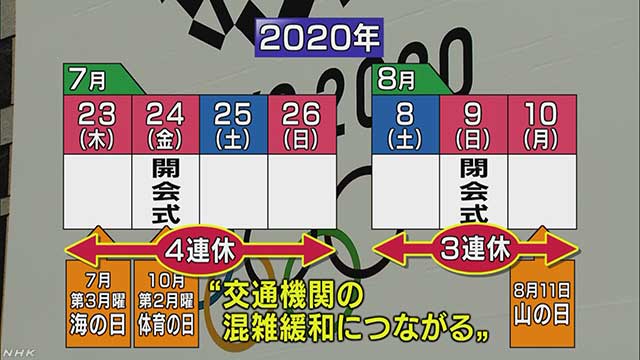 2020年
7月
23
(木)
24
(金)
25
(土)
26
(日)
開会式
4連休
7月
第3月曜
海の日
10月
第2月曜
体育の日
8月
8
(土)
9
(日)
10
(月)
閉会式
3連休
8月11日
山の日
“交通機関の
混雑緩和につながる„
2020
NHK